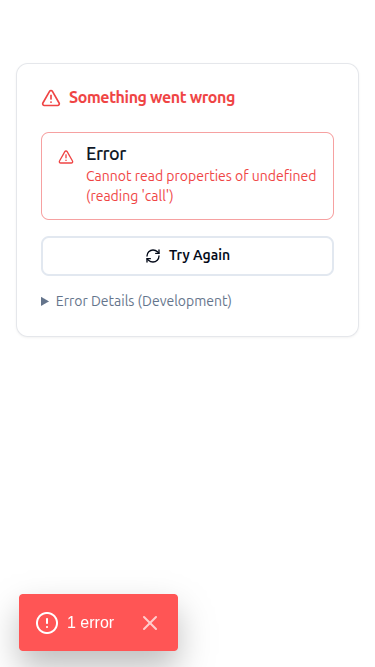 Something went wrong
Error
Cannot read properties of undefined
(reading 'call')
Try Again
Error Details (Development)
1 error